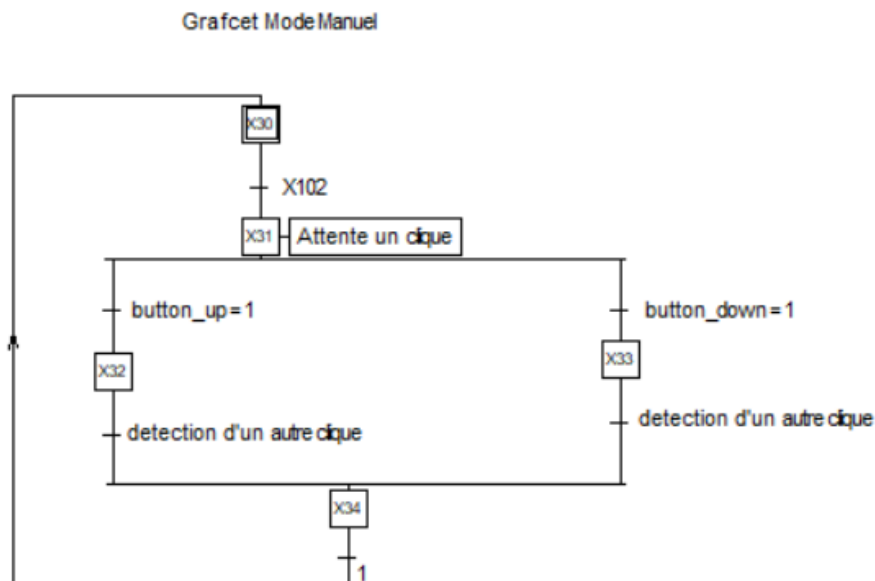 Grafcet Mode Manuel
X30
X102
X31 Attente un clique
button_up=1 button_down=1
X32 X33
detection d'un autre clique detection d'un autre clique
X34
1